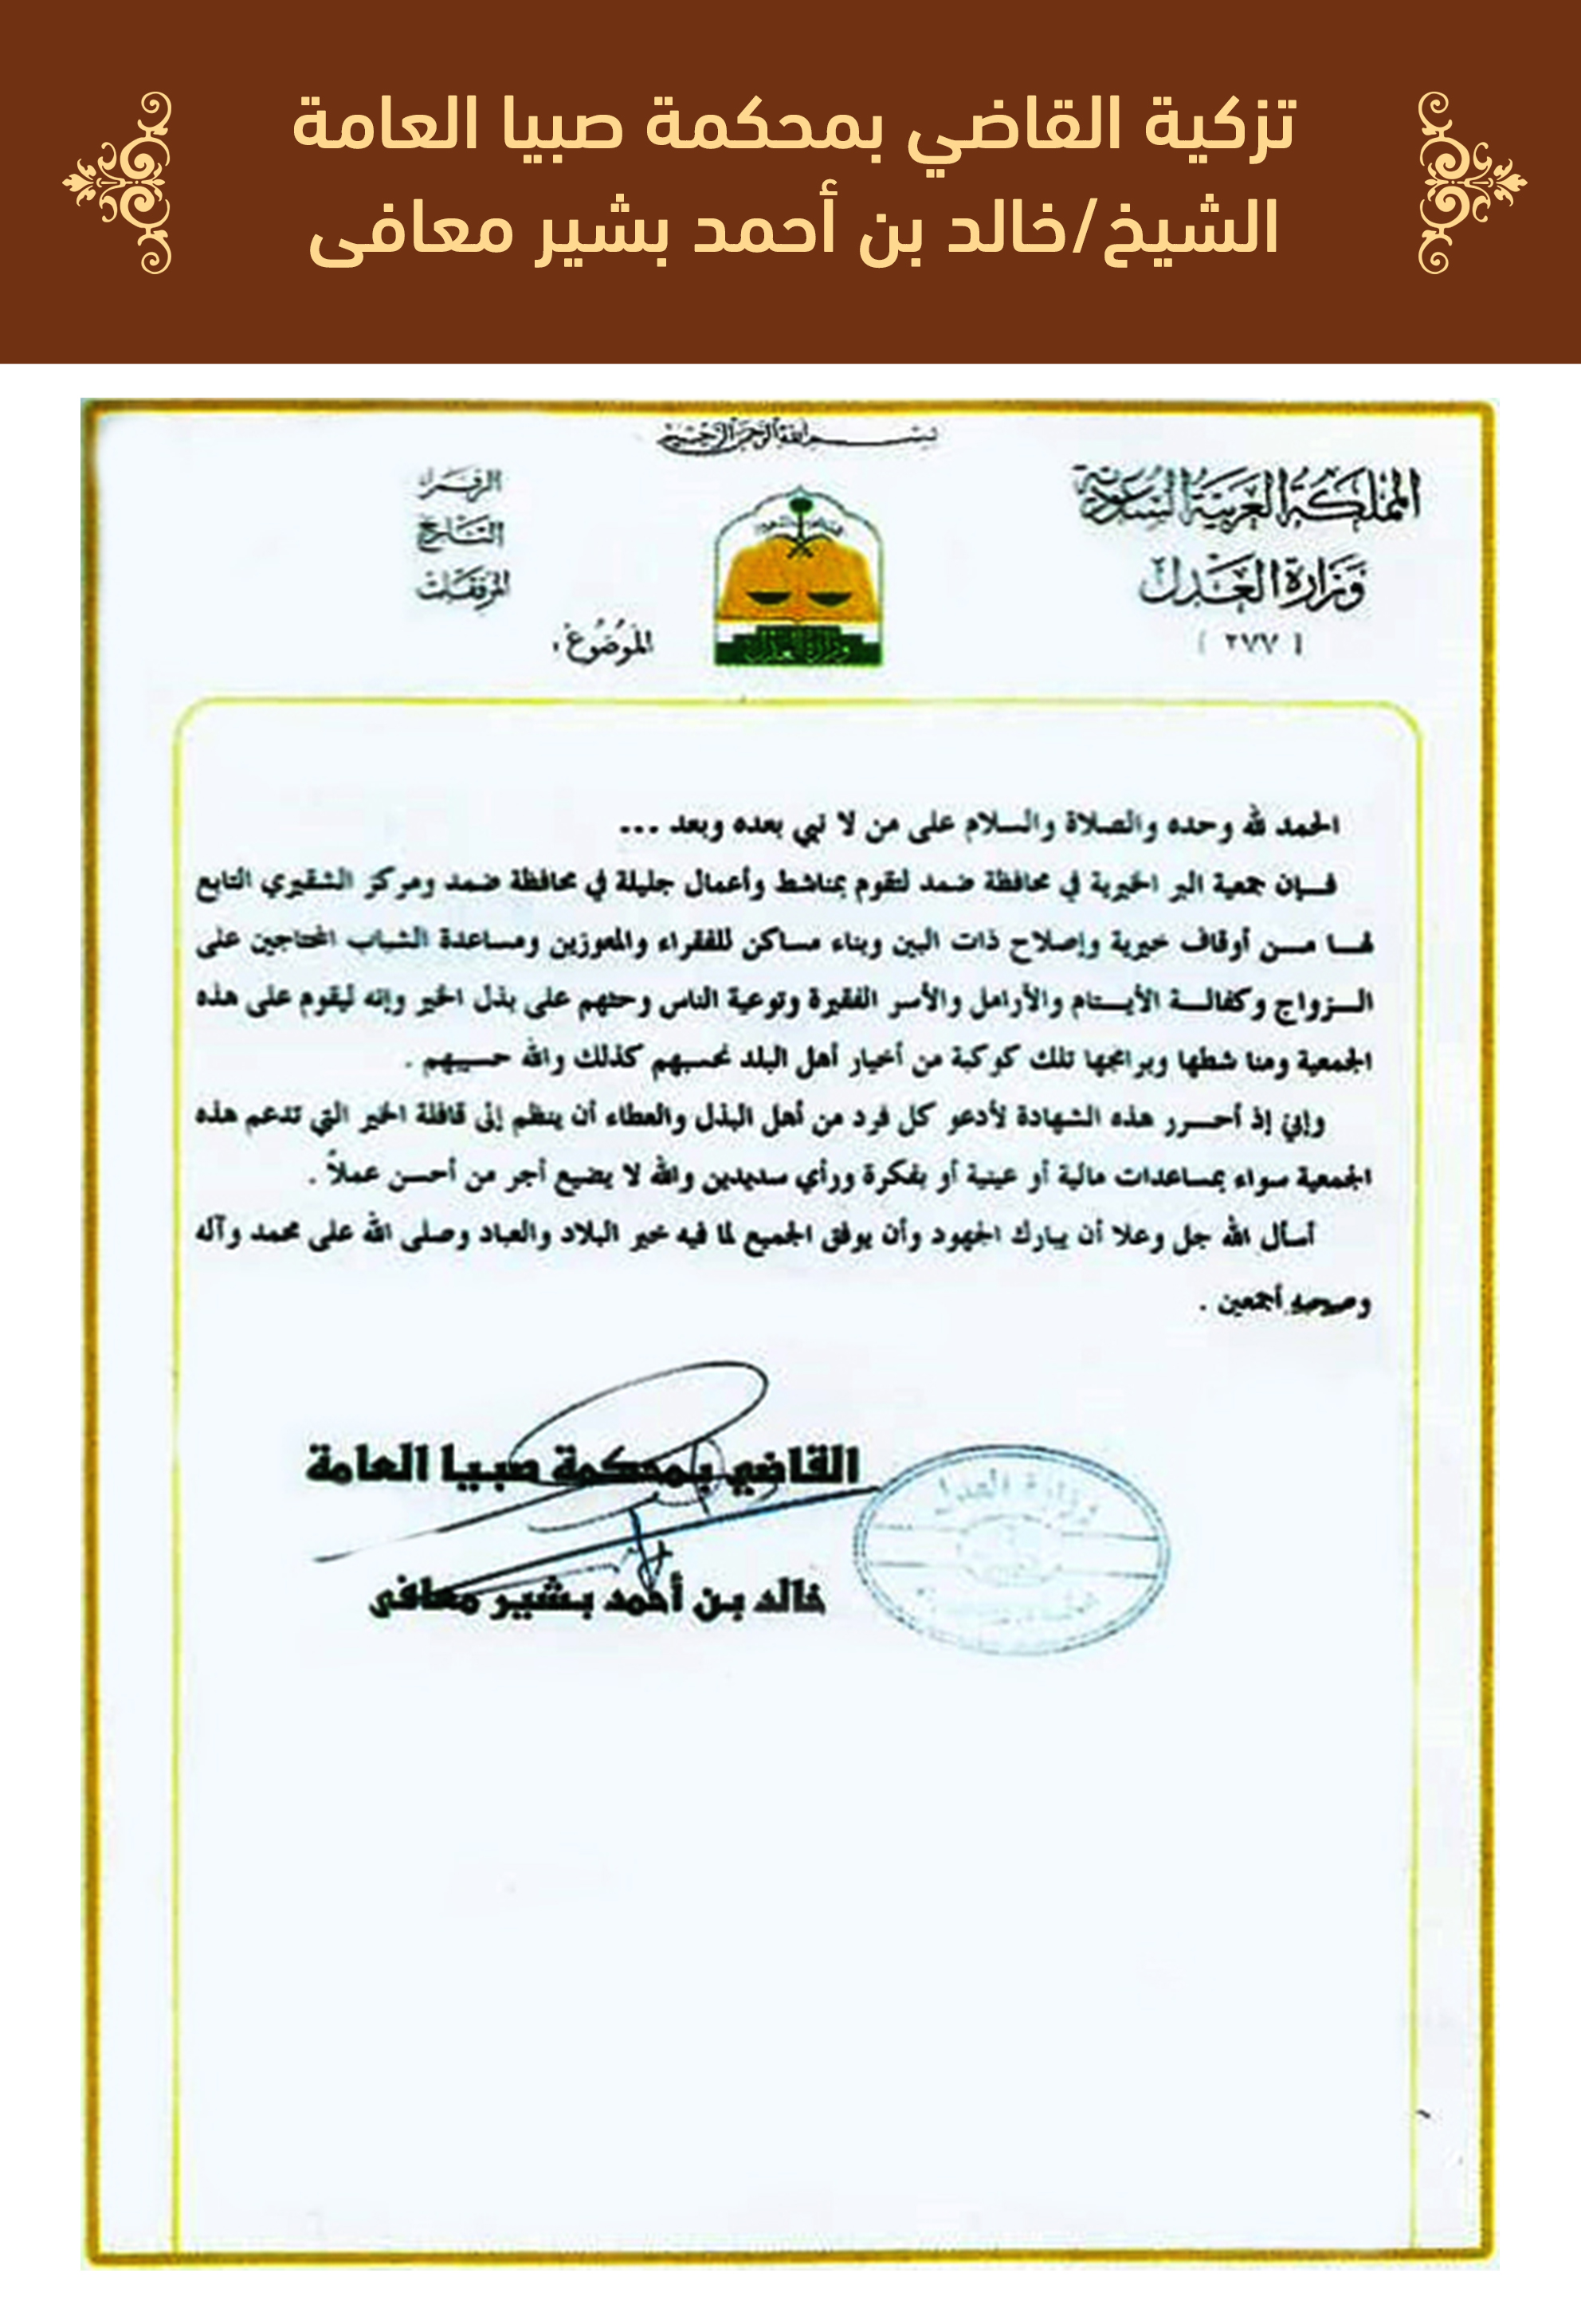 تزكية القاضي بمحكمة صبيا العامة
الشيخ/خالد بن أحمد بشير معافى
بسم الله الرحمن الرحيم
المملكة العربية السعودية
وزارة العدل
[ ٢٧٧ ]
وزارة العدل
الرقم
التاريخ
المرفقات
الموضوع :
الحمد لله وحده والصلاة والسلام على من لا نبي بعده وبعد ...
فإن جمعية البر الخيرية في محافظة ضمد لتقوم بمناشط وأعمال جليلة في محافظة ضمد ومركز الشقيري التابع
لها من أوقاف خيرية وإصلاح ذات البين وبناء مساكن للفقراء والمعوزين ومساعدة الشباب المحتاجين على
الزواج وكفالة الأيتام والأرامل والأسر الفقيرة وتوعية الناس وحثهم على بذل الخير وإنه ليقوم على هذه
الجمعية ومنا شطها وبرامجها تلك كوكبة من أخيار أهل البلد نحسبهم كذلك والله حسيبهم .
وإني إذ أحرر هذه الشهادة لأدعو كل فرد من أهل البذل والعطاء أن ينظم إلى قافلة الخير التي تدعم هذه
الجمعية سواء بمساعدات مالية أو عينية أو بفكرة ورأي سديدين والله لا يضيع أجر من أحسن عملاً .
أسأل الله جل وعلا أن يبارك الجهود وأن يوفق الجميع لما فيه خير البلاد والعباد وصلى الله على محمد وآله
وصحبه أجمعين .
القاضي بمحكمة صبيا العامة
خالد بن أحمد بشير معافى
وزارة العدل